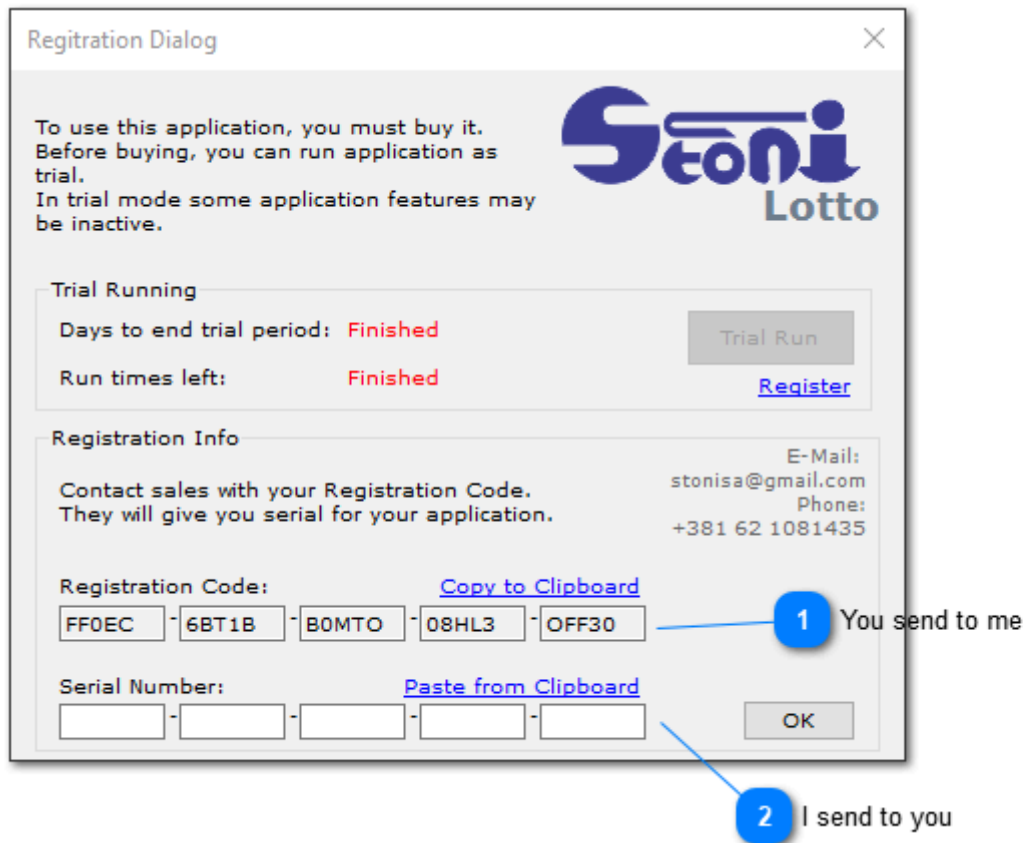 Regitration Dialog
Stoni
Lotto
To use this application, you must buy it.
Before buying, you can run application as
trial.
In trial mode some application features may
be inactive.
Trial Running
Days to end trial period: Finished
Trial Run
Run times left: Finished
Register
Registration Info
E-Mail:
stonisa@gmail.com
Phone:
+381 62 1081435
Contact sales with your Registration Code.
They will give you serial for your application.
Registration Code: Copy to Clipboard
FF0EC - 6BT1B - B0MTO - 08HL3 - OFF30
1 You send to me
Serial Number: Paste from Clipboard
- - - -
OK
2 I send to you